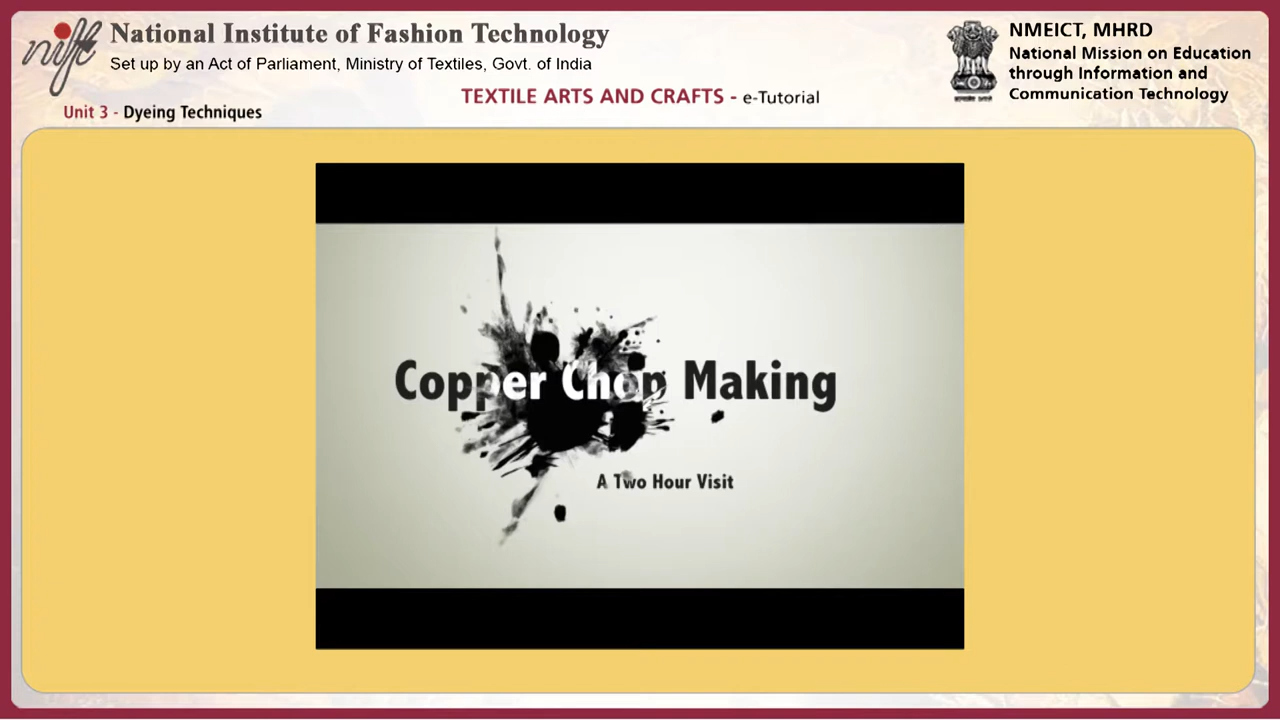 nift
National Institute of Fashion Technology
Set up by an Act of Parliament, Ministry of Textiles, Govt. of India
NMEICT, MHRD
National Mission on Education
through Information and
Communication Technology
TEXTILE ARTS AND CRAFTS - e-Tutorial
Unit 3 - Dyeing Techniques
Copper Chop Making
A Two Hour Visit